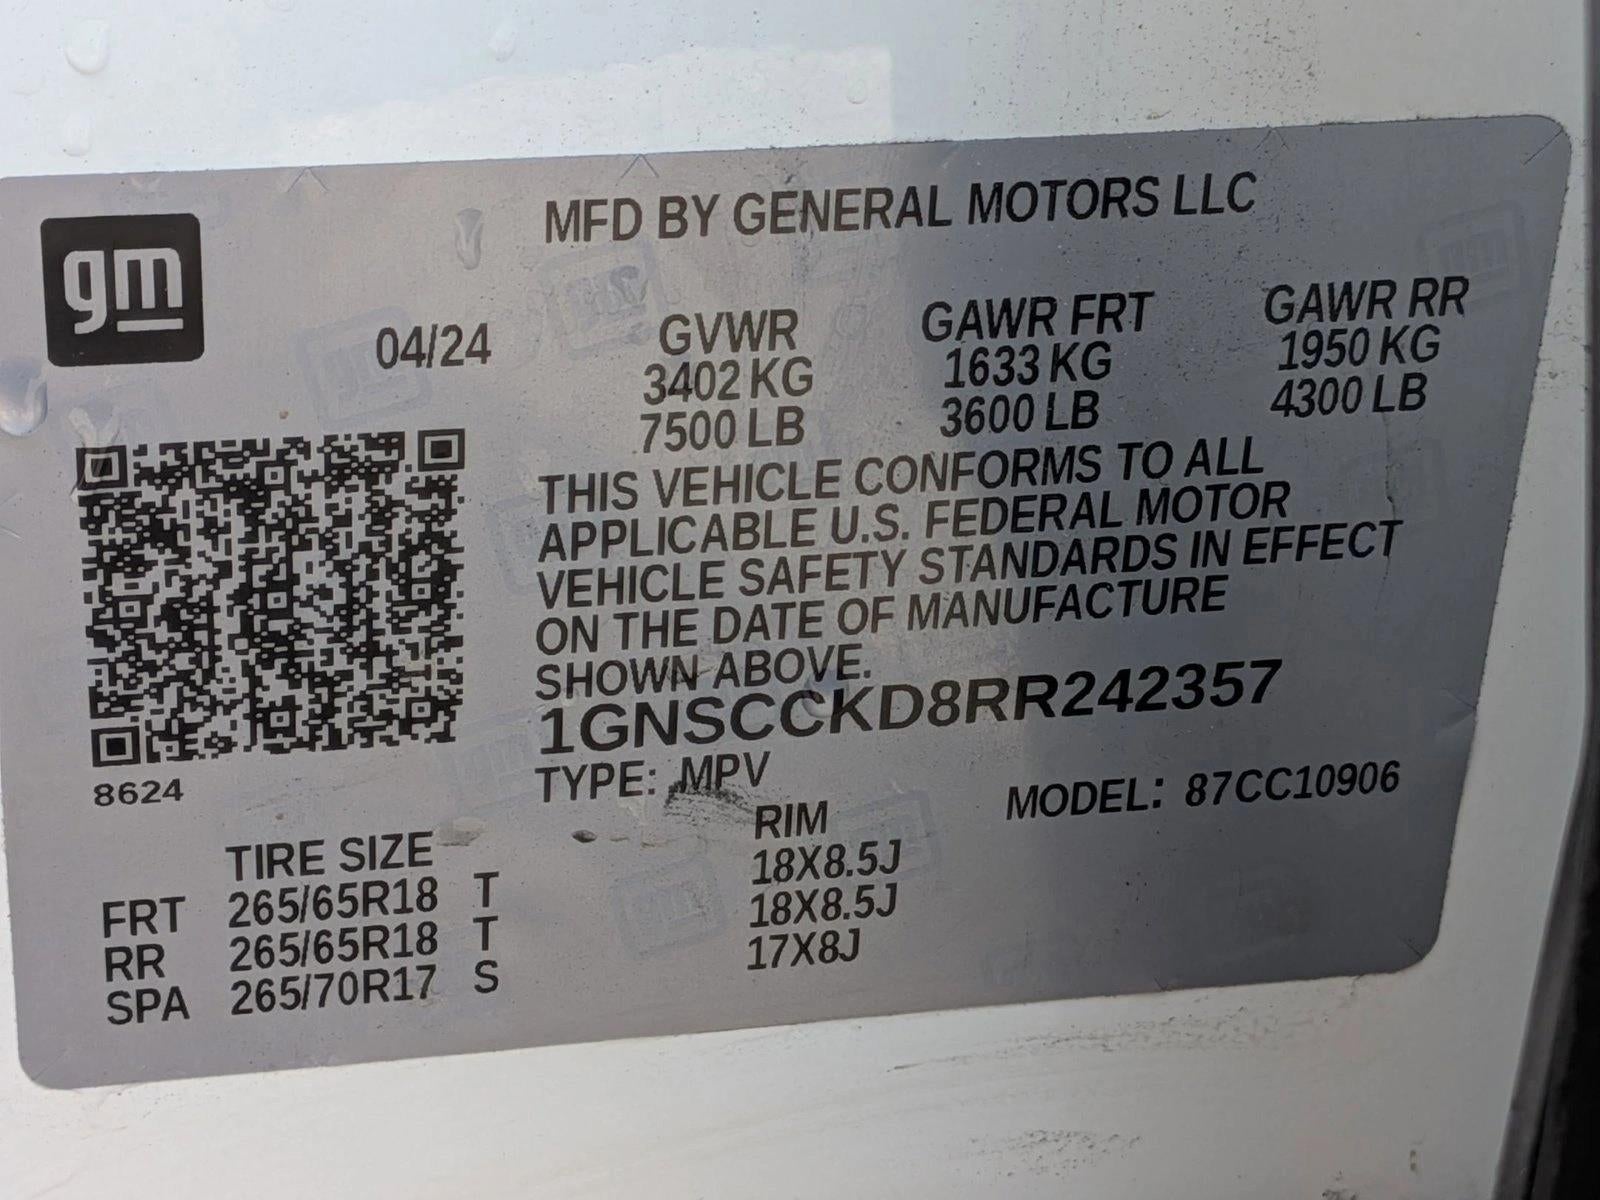 gm
MFD BY GENERAL MOTORS LLC
04/24 GVWR GAWR FRT GAWR RR
3402 KG 1633 KG 1950 KG
7500 LB 3600 LB 4300 LB
THIS VEHICLE CONFORMS TO ALL
APPLICABLE U.S. FEDERAL MOTOR
VEHICLE SAFETY STANDARDS IN EFFECT
ON THE DATE OF MANUFACTURE
SHOWN ABOVE.
1GNSCCKD8RR242357
8624
TYPE: MPV MODEL: 87CC10906
TIRE SIZE RIM
FRT 265/65R18 T 18X8.5J
RR 265/65R18 T 18X8.5J
SPA 265/70R17 S 17X8J